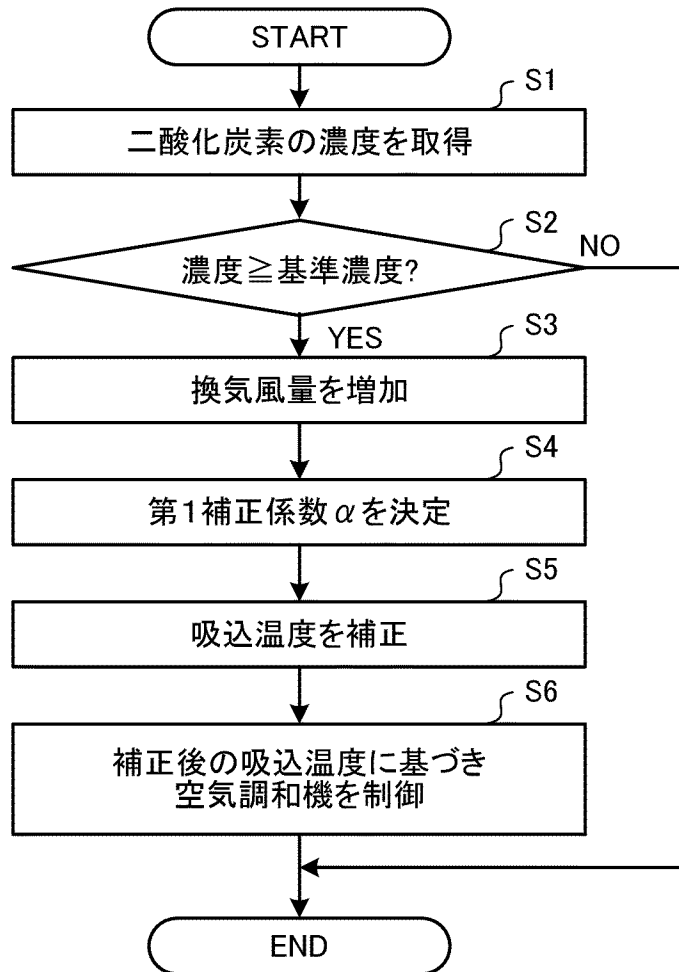 START
S1
二酸化炭素の濃度を取得
S2
濃度≧基準濃度?
NO
YES
S3
換気風量を増加
S4
第1補正係数αを決定
S5
吸込温度を補正
S6
補正後の吸込温度に基づき
空気調和機を制御
END